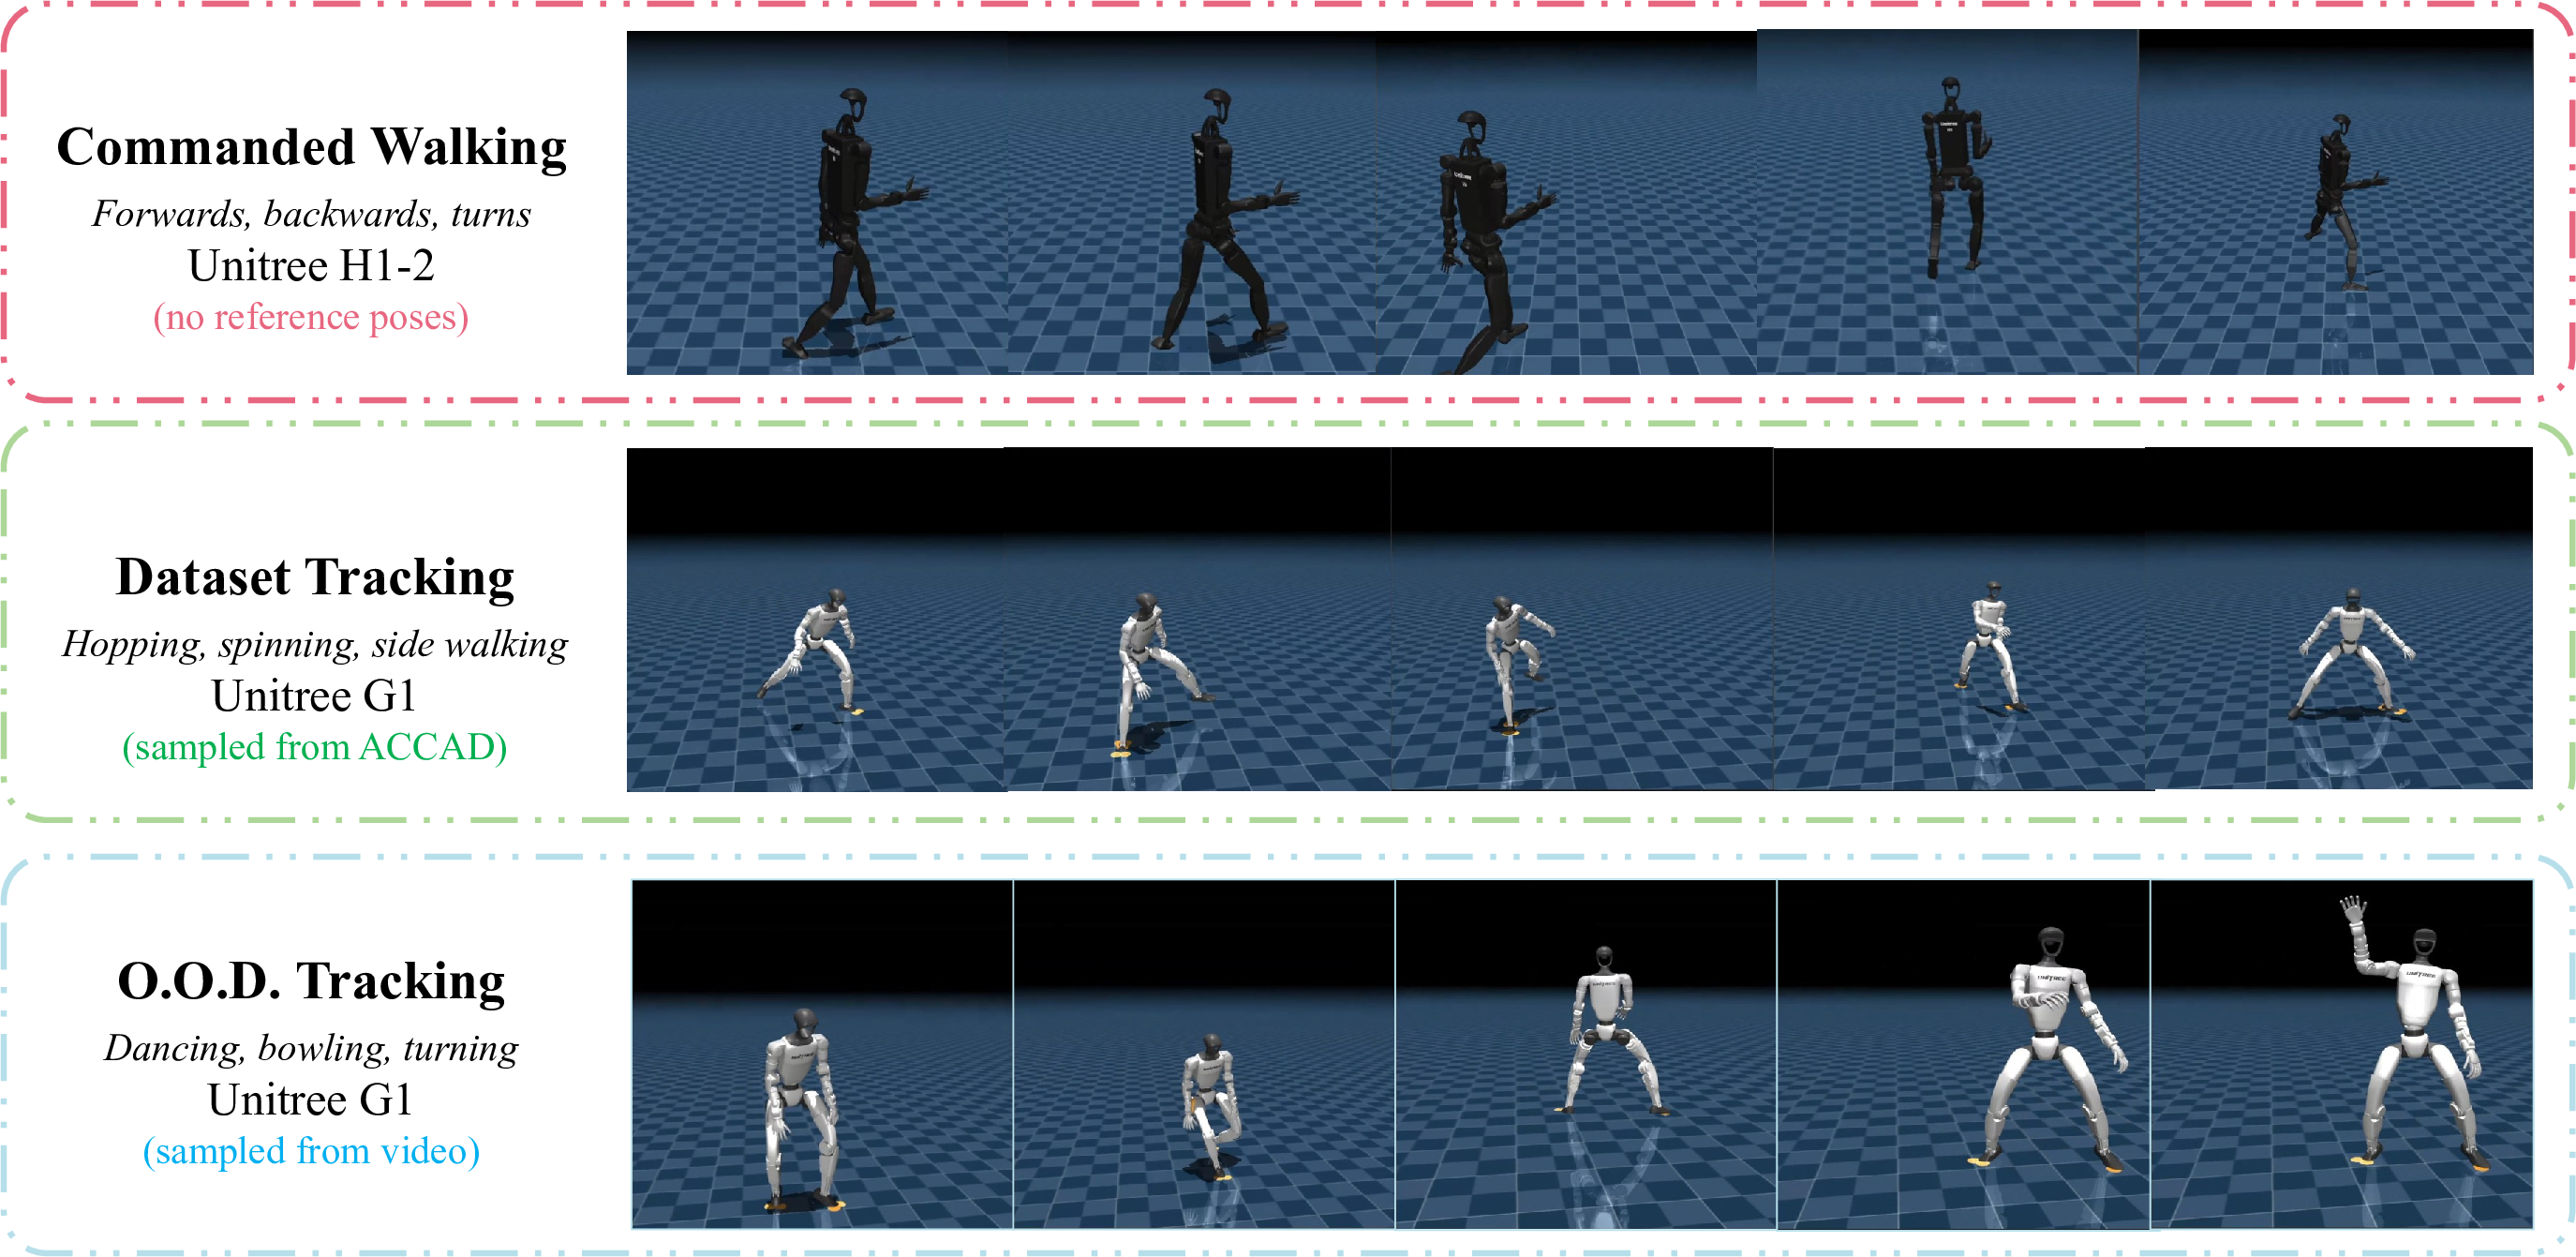 Commanded Walking
Forwards, backwards, turns
Unitree H1-2
(no reference poses)
Dataset Tracking
Hopping, spinning, side walking
Unitree G1
(sampled from ACCAD)
O.O.D. Tracking
Dancing, bowling, turning
Unitree G1
(sampled from video)